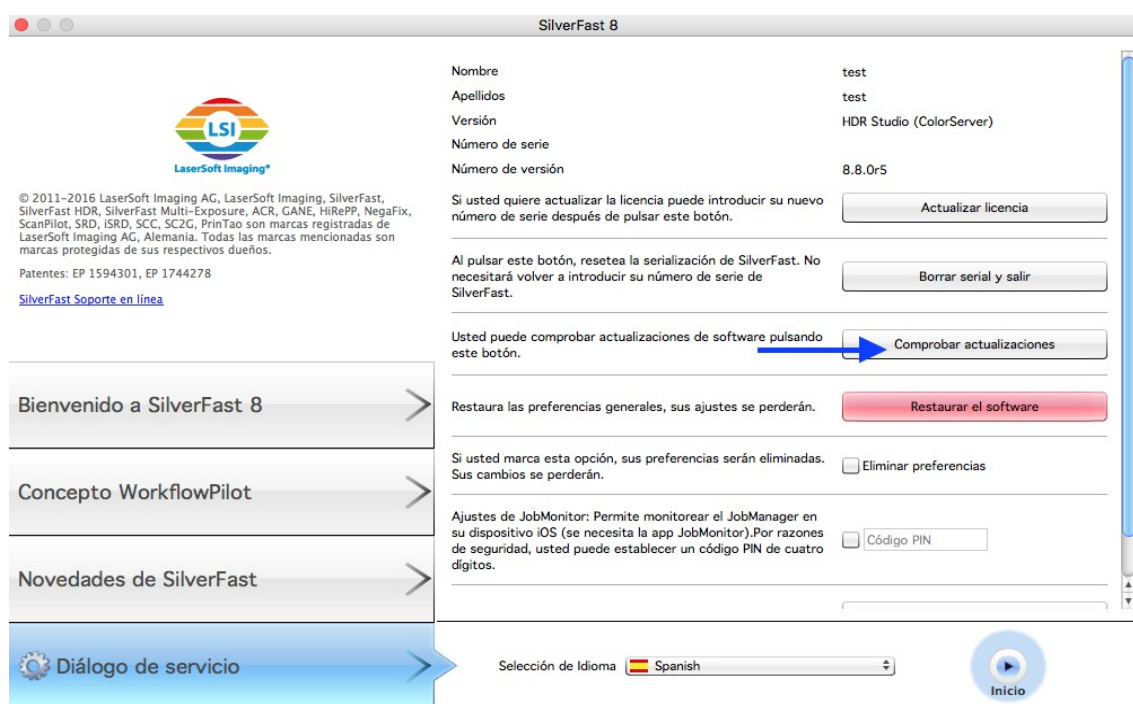 SilverFast 8
LSI
LaserSoft Imaging®
© 2011-2016 LaserSoft Imaging AG, LaserSoft Imaging, SilverFast,
SilverFast HDR, SilverFast Multi-Exposure, ACR, GANE, HiRePP, NegaFix,
ScanPilot, SRD, iSRD, SCC, SC2G, PrinTao son marcas registradas de
LaserSoft Imaging AG, Alemania. Todas las marcas mencionadas son
marcas protegidas de sus respectivos dueños.
Patentes: EP 1594301, EP 1744278
SilverFast Soporte en línea
Bienvenido a SilverFast 8
Concepto WorkflowPilot
Novedades de SilverFast
Diálogo de servicio
Nombre test
Apellidos test
Versión HDR Studio (ColorServer)
Número de serie
Número de versión 8.8.0r5
Si usted quiere actualizar la licencia puede introducir su nuevo
número de serie después de pulsar este botón.
Actualizar licencia
Al pulsar este botón, resetea la serialización de SilverFast. No
necesitará volver a introducir su número de serie de
SilverFast.
Borrar serial y salir
Usted puede comprobar actualizaciones de software pulsando
este botón.
Comprobar actualizaciones
Restaura las preferencias generales, sus ajustes se perderán.
Restaurar el software
Si usted marca esta opción, sus preferencias serán eliminadas.
Sus cambios se perderán.
Eliminar preferencias
Ajustes de JobMonitor: Permite monitorear el JobManager en
su dispositivo iOS (se necesita la app JobMonitor).Por razones
de seguridad, usted puede establecer un código PIN de cuatro
dígitos.
Código PIN
Selección de Idioma Spanish
Inicio